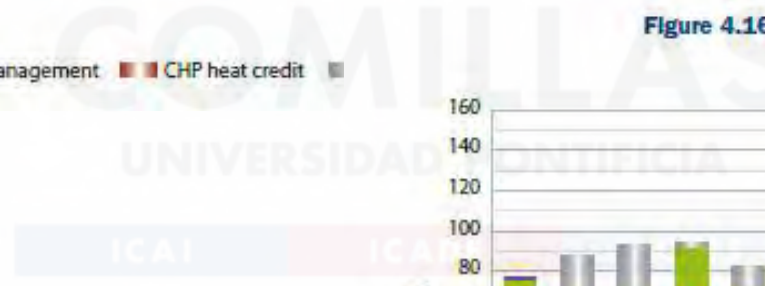 COMILLAS
UNIVERSIDAD PONTIFICIA
ICAI ICADE
Figure 4.16
anagement CHP heat credit
160
140
120
100
80